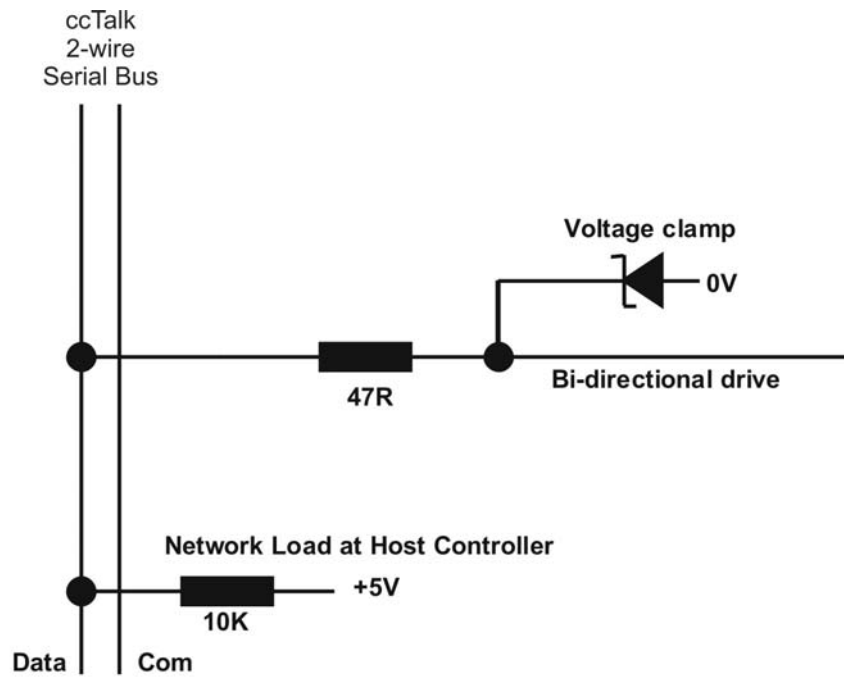 ccTalk
2-wire
Serial Bus
Voltage clamp
0V
47R
Bi-directional drive
Network Load at Host Controller
+5V
10K
Data
Com